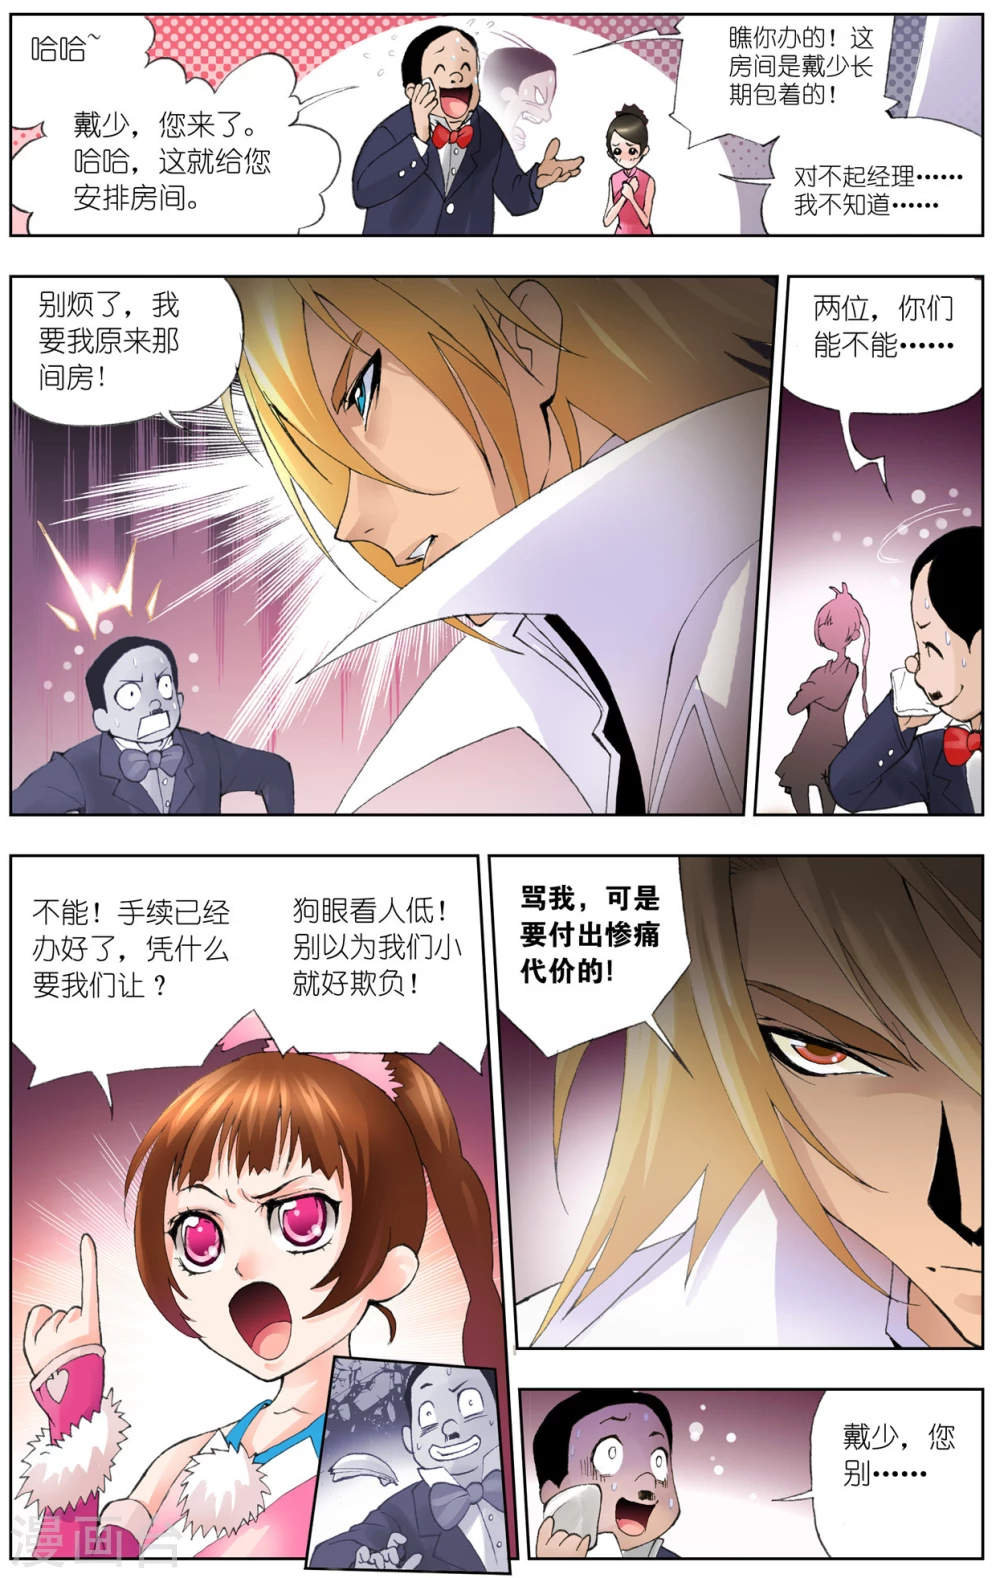 哈哈~
戴少，您来了。
哈哈，这就给您
安排房间。
瞧你办的！这
房间是戴少长
期包着的！
对不起经理……
我不知道……
别烦了，我
要我原来那
间房！
两位，你们
能不能……
不能！手续已经
办好了，凭什么
要我们让？
狗眼看人低！
别以为我们小
就好欺负！
骂我，可是
要付出惨痛
代价的！
戴少，您
别……
漫画台